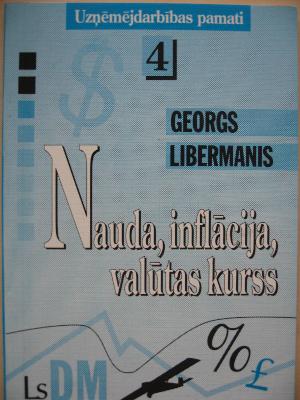 Uzņēmējdarbības pamati
4
$
GEORGS
LIBERMANIS
Nauda, inflācija,
valūtas kurss
%
£
Ls DM